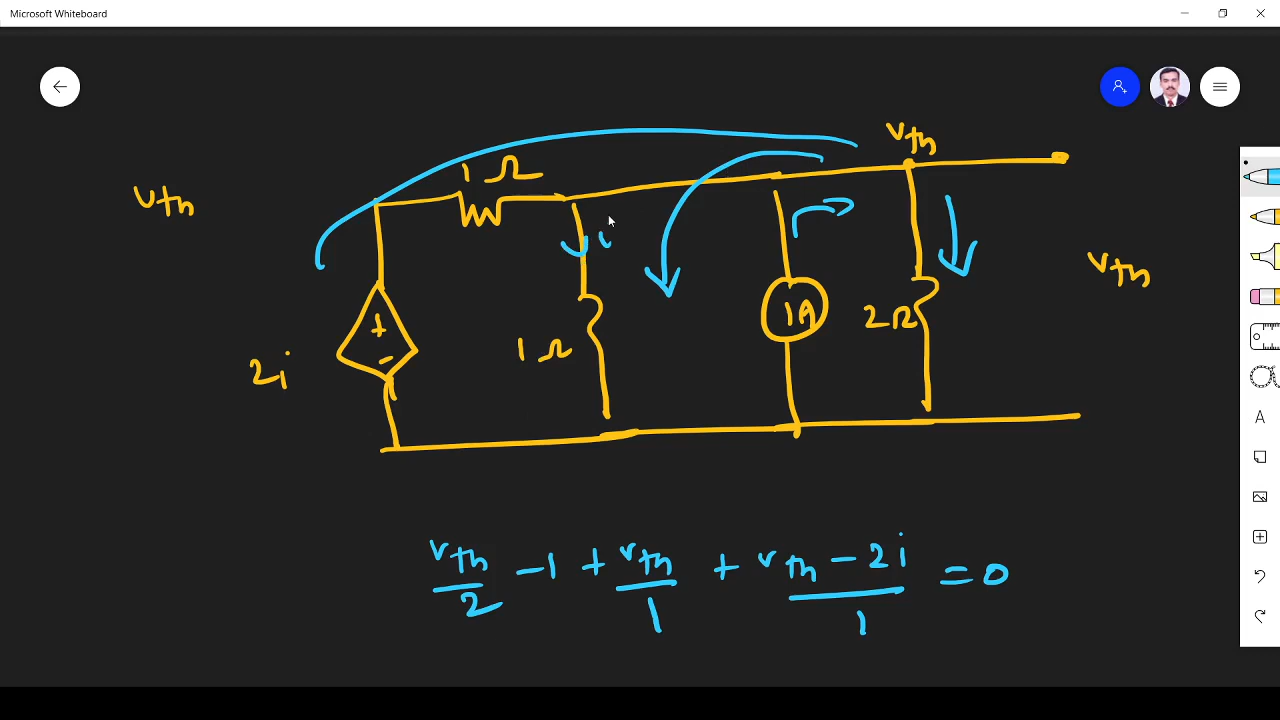 Microsoft Whiteboard
Vth
1 Ω
Vth
i
Vth
2i
+
-
1 Ω
1A
2Ω
Vth/2 - 1 + Vth/1 + Vth - 2i/1 = 0
A